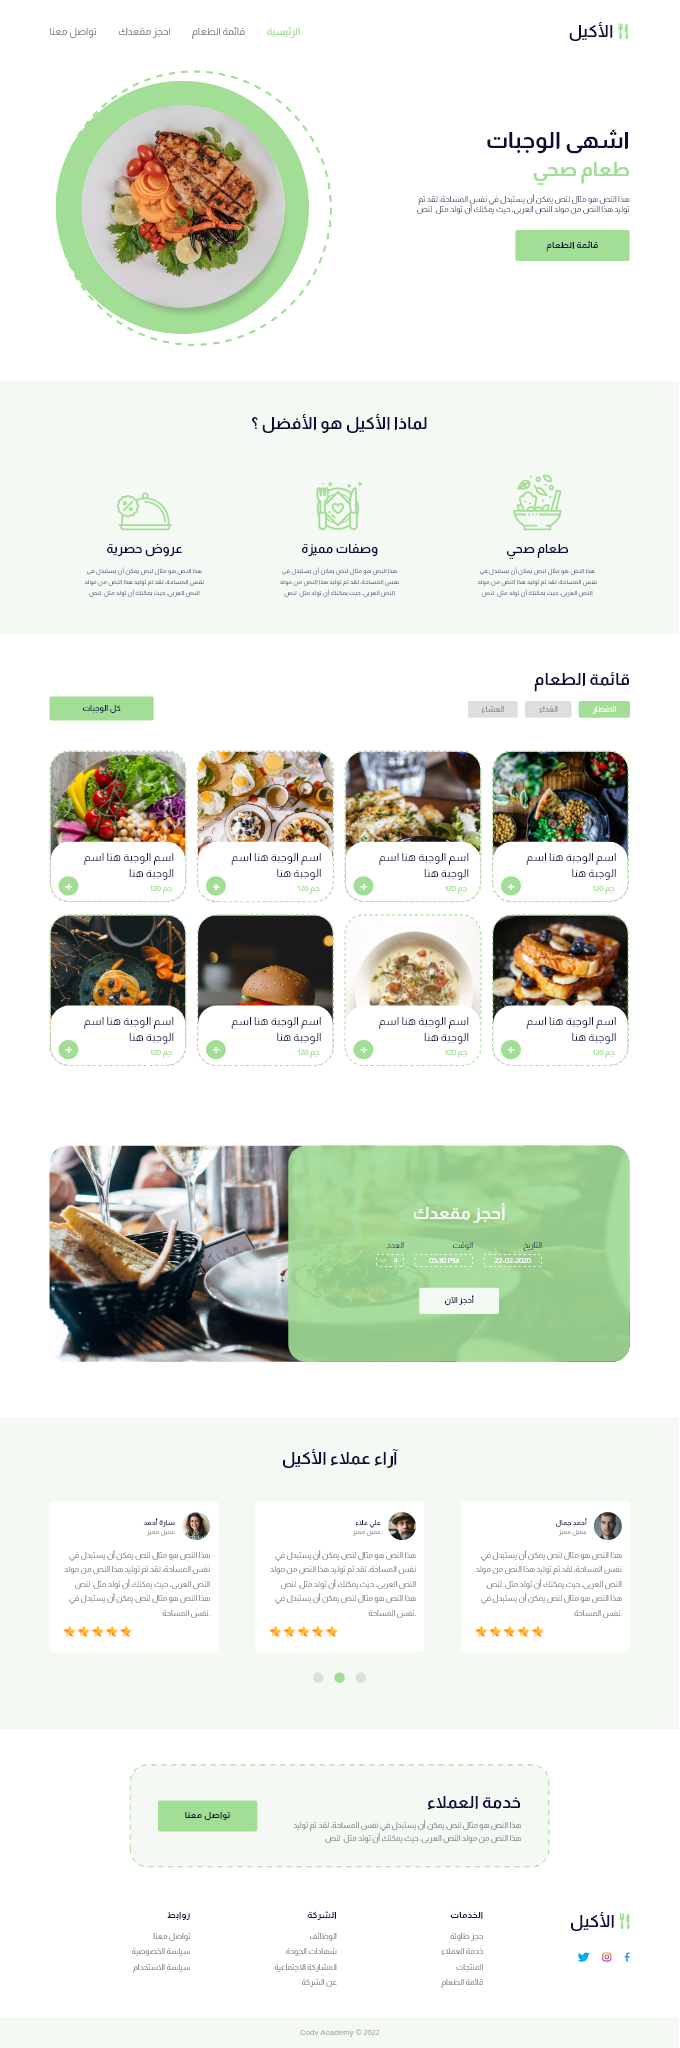 الأكيل
الرئيسية
قائمة الطعام
احجز مقعدك
تواصل معنا
اشهى الوجبات
طعام صحي
هذا النص هو مثال لنص يمكن أن يستبدل في نفس المساحة، لقد تم
توليد هذا النص من مولد النص العربى، حيث يمكنك أن تولد مثل لنص
قائمة الطعام
لماذا الأكيل هو الأفضل ؟
طعام صحي
هذا النص هو مثال لنص يمكن أن يستبدل في
نفس المساحة، لقد تم توليد هذا النص من مولد
النص العربى، حيث يمكنك أن تولد مثل لنص
وصفات مميزة
هذا النص هو مثال لنص يمكن أن يستبدل في
نفس المساحة، لقد تم توليد هذا النص من مولد
النص العربى، حيث يمكنك أن تولد مثل لنص
عروض حصرية
هذا النص هو مثال لنص يمكن أن يستبدل في
نفس المساحة، لقد تم توليد هذا النص من مولد
النص العربى، حيث يمكنك أن تولد مثل لنص
قائمة الطعام
الافطار
الغداء
العشاء
كل الوجبات
اسم الوجبة هنا اسم
الوجبة هنا
120 جم
+
اسم الوجبة هنا اسم
الوجبة هنا
120 جم
+
اسم الوجبة هنا اسم
الوجبة هنا
120 جم
+
اسم الوجبة هنا اسم
الوجبة هنا
120 جم
+
اسم الوجبة هنا اسم
الوجبة هنا
120 جم
+
اسم الوجبة هنا اسم
الوجبة هنا
120 جم
+
اسم الوجبة هنا اسم
الوجبة هنا
120 جم
+
اسم الوجبة هنا اسم
الوجبة هنا
120 جم
+
أحجز مقعدك
التاريخ
22-02-2020
الوقت
05:30 PM
العدد
4
أحجز الآن
آراء عملاء الأكيل
أحمد جمال
عميل مميز
هذا النص هو مثال لنص يمكن أن يستبدل في
نفس المساحة، لقد تم توليد هذا النص من مولد
النص العربى، حيث يمكنك أن تولد مثل لنص
هذا النص هو مثال لنص يمكن أن يستبدل في
نفس المساحة.
علي علاء
عميل مميز
هذا النص هو مثال لنص يمكن أن يستبدل في
نفس المساحة، لقد تم توليد هذا النص من مولد
النص العربى، حيث يمكنك أن تولد مثل لنص
هذا النص هو مثال لنص يمكن أن يستبدل في
نفس المساحة.
سارة أحمد
عميل مميز
هذا النص هو مثال لنص يمكن أن يستبدل في
نفس المساحة، لقد تم توليد هذا النص من مولد
النص العربى، حيث يمكنك أن تولد مثل لنص
هذا النص هو مثال لنص يمكن أن يستبدل في
نفس المساحة.
خدمة العملاء
هذا النص هو مثال لنص يمكن أن يستبدل في نفس المساحة، لقد تم توليد
هذا النص من مولد النص العربى، حيث يمكنك أن تولد مثل لنص
تواصل معنا
الأكيل
الخدمات
حجز طاولة
خدمة العملاء
المنتجات
قائمة الطعام
الشركة
الوظائف
شهادات الجودة
المشاركة الاجتماعية
عن الشركة
روابط
تواصل معنا
سياسة الخصوصية
سياسة الاستخدام
Codv Academy © 2022